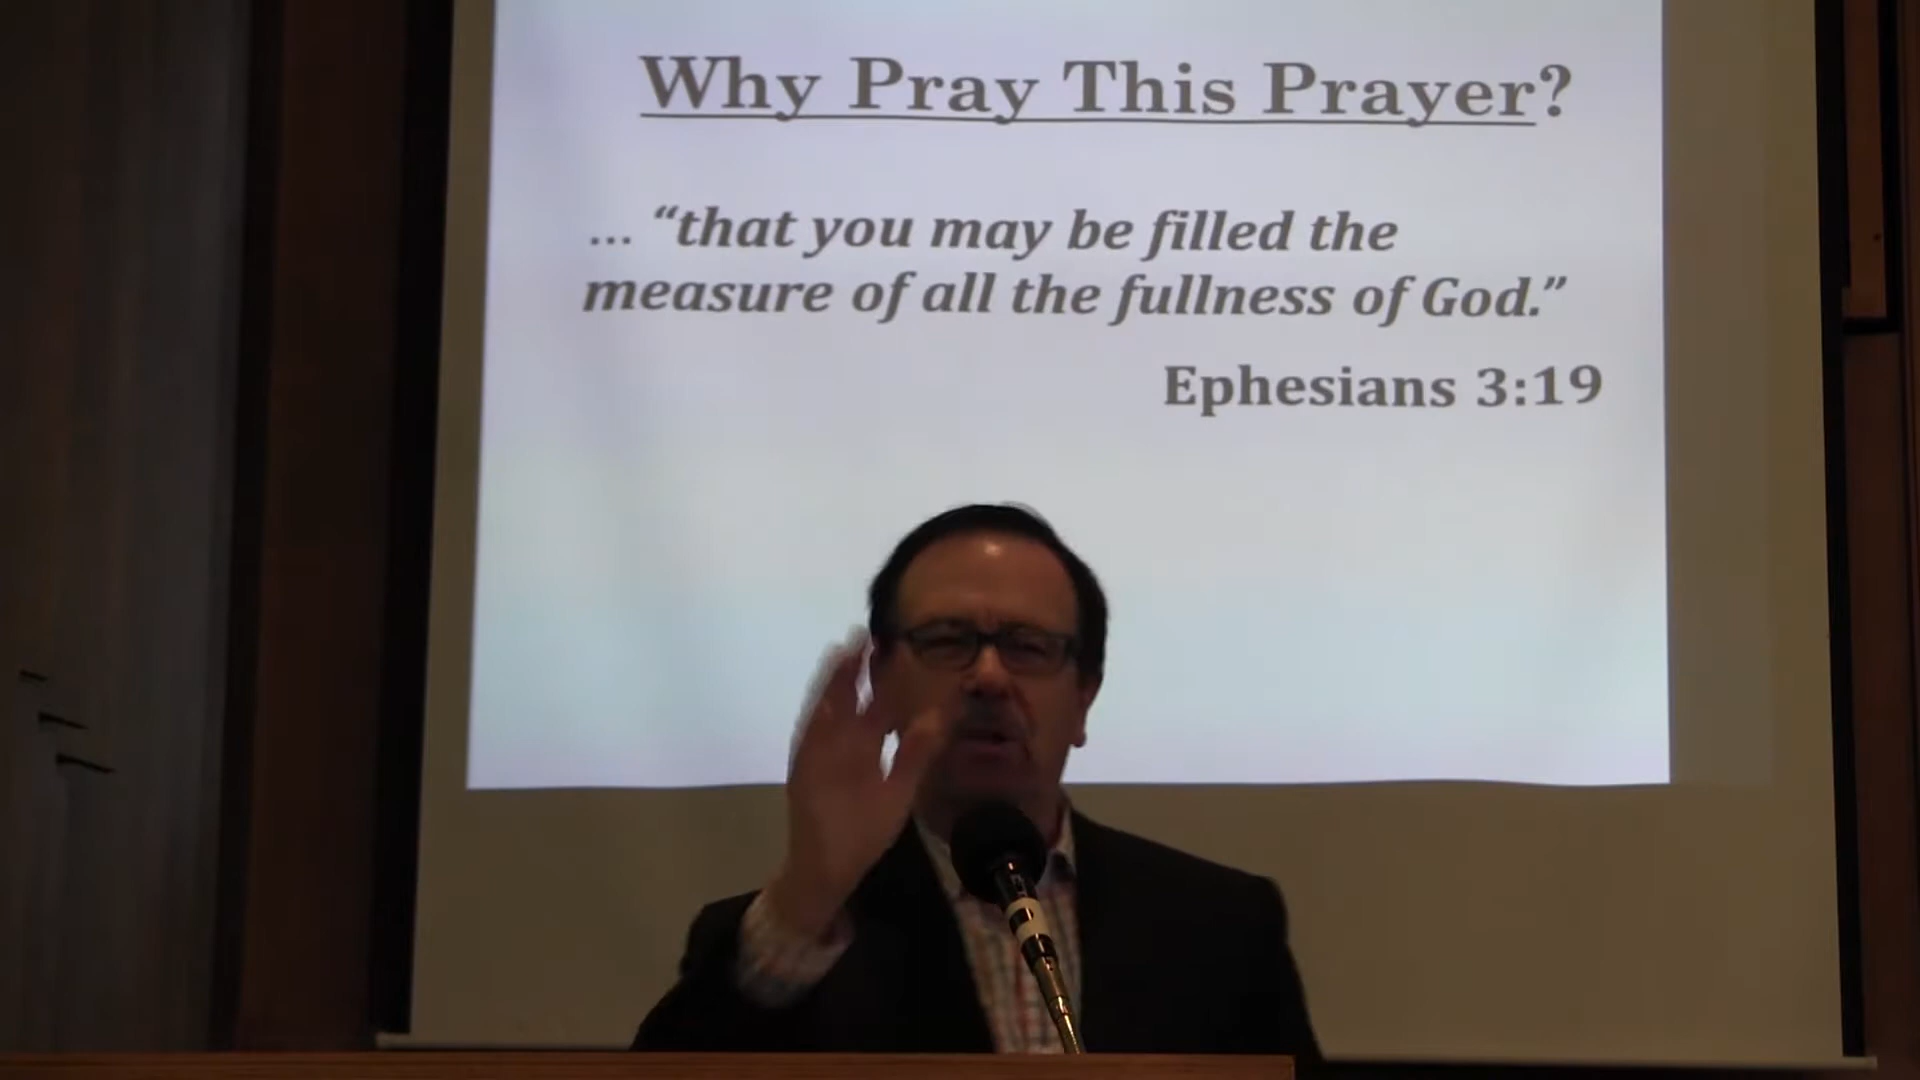 Why Pray This Prayer?
... “that you may be filled the
measure of all the fullness of God.”
Ephesians 3:19